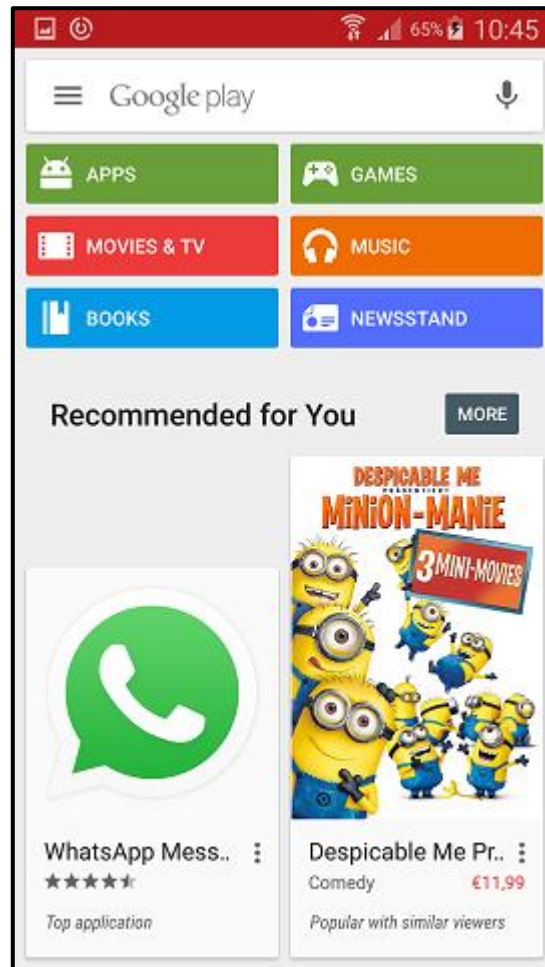 65% 10:45
Google play
APPS
GAMES
MOVIES & TV
MUSIC
BOOKS
NEWSSTAND
Recommended for You
MORE
DESPICABLE ME
PRÄSENTIERT
MINION-MANIE
3 MINI-MOVIES
WhatsApp Mess..
Top application
Despicable Me Pr..
Comedy €11,99
Popular with similar viewers